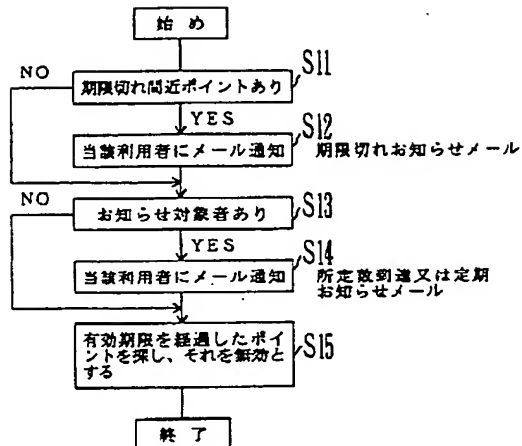 始め
NO
期限切れ間近ポイントあり
S11
YES
S12
当該利用者にメール通知
期限切れお知らせメール
NO
お知らせ対象者あり
S13
YES
S14
当該利用者にメール通知
所定数到達又は定期
お知らせメール
有効期限を経過したポ
イントを探し、それを無効と
する
S15
終了